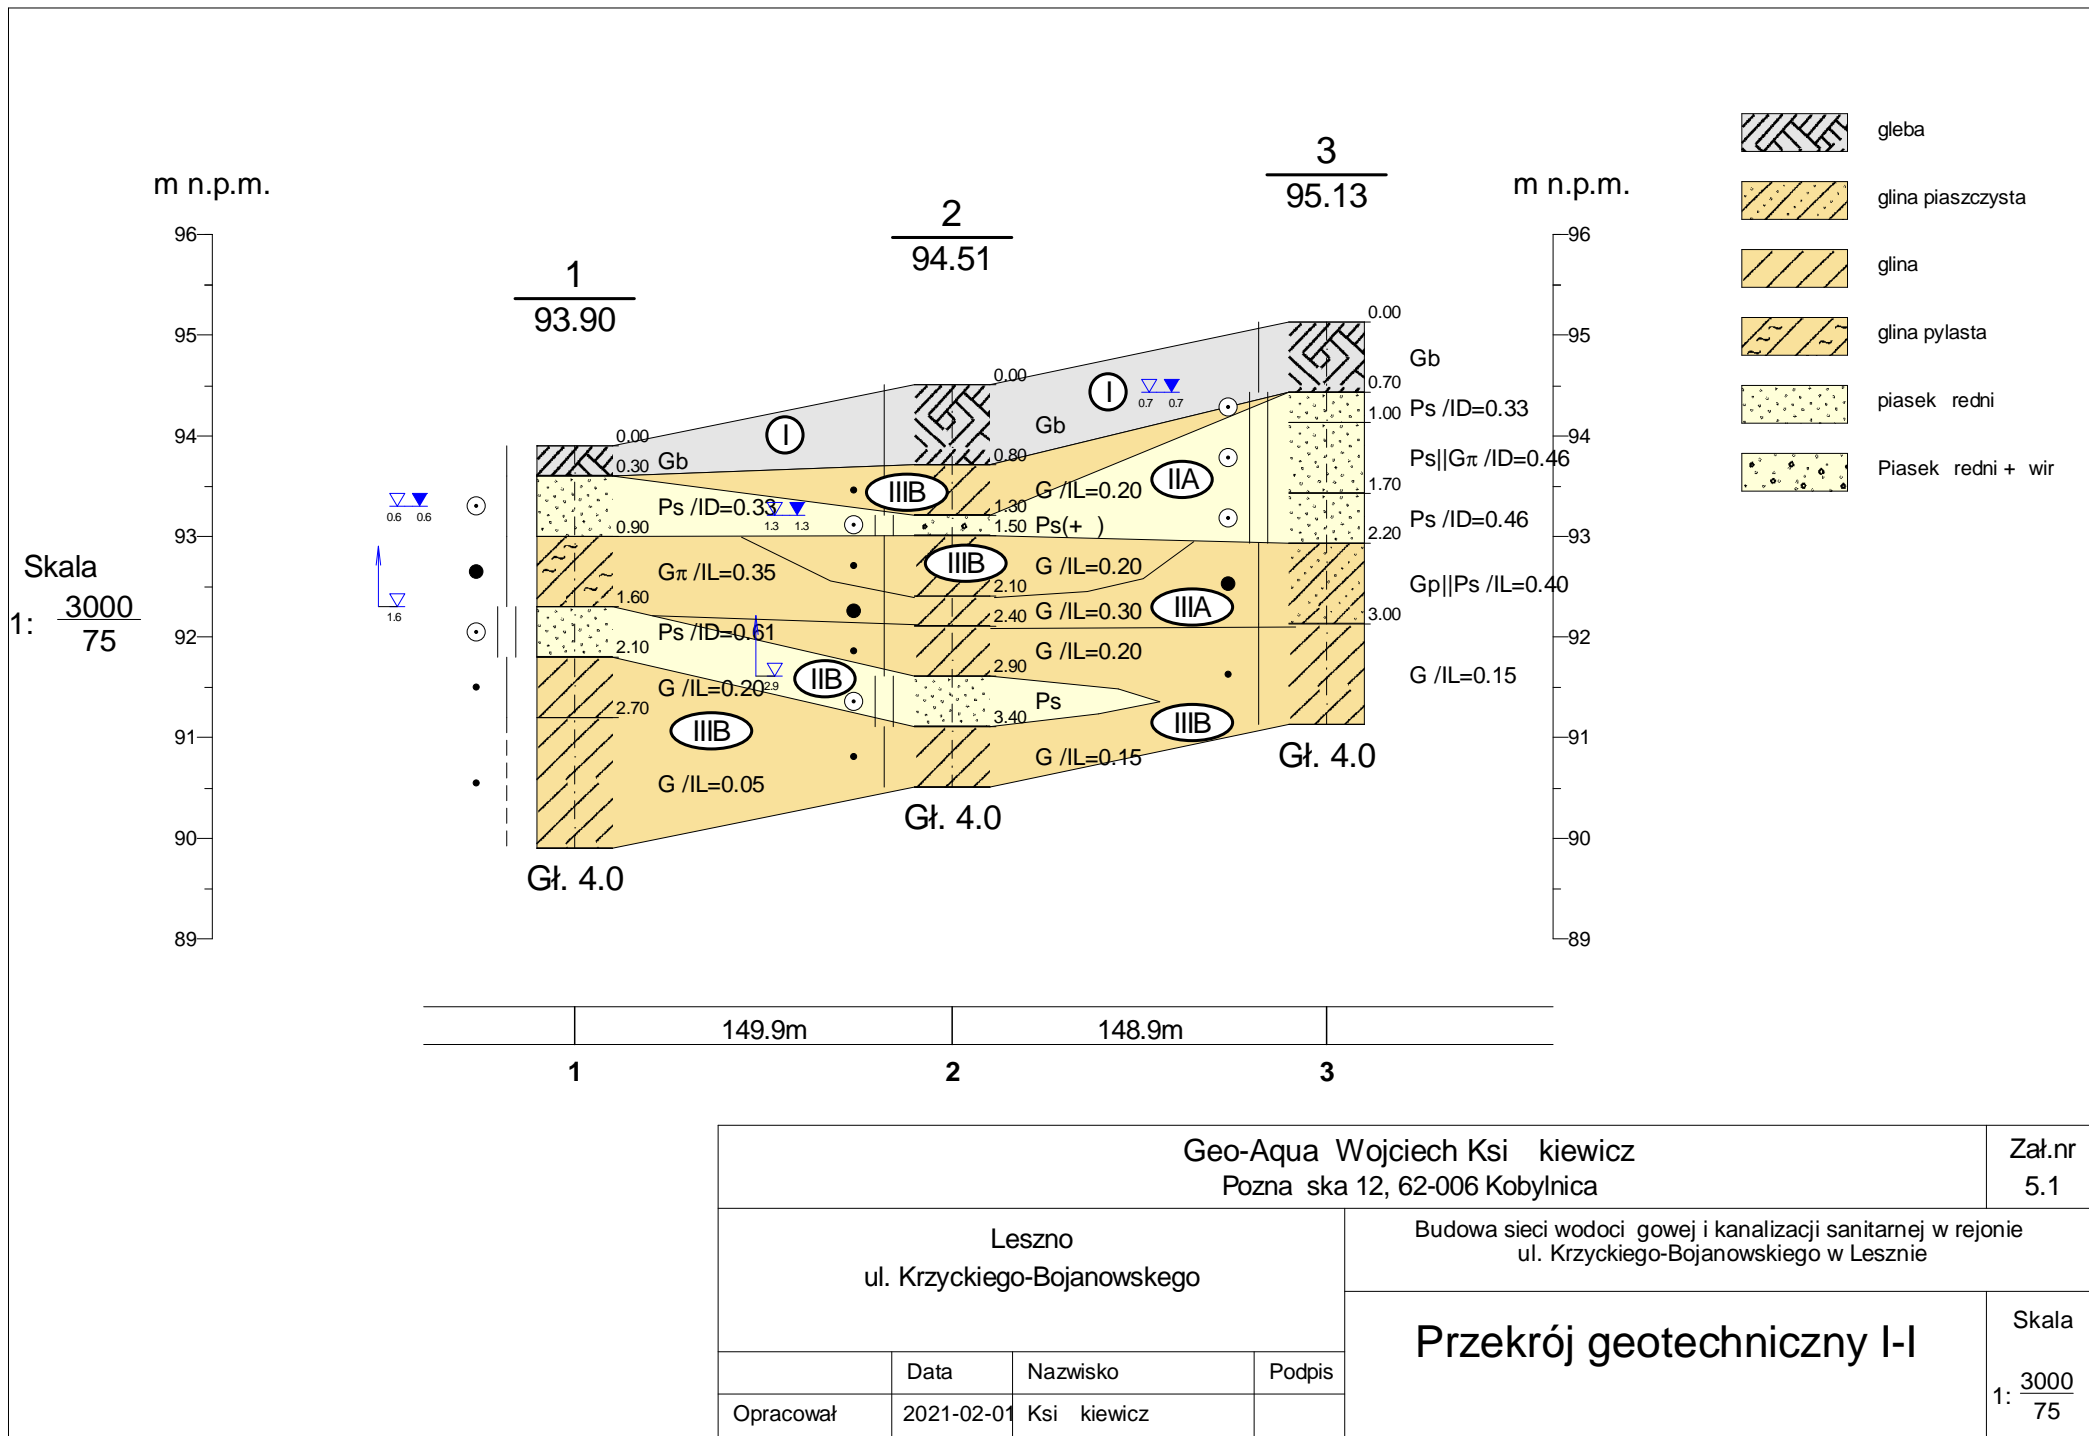 gleba
3
95.13
m n.p.m.
m n.p.m.
glina piaszczysta
2
94.51
96
96
glina
1
93.90
95
95
0.00
glina pylasta
Gb
0.00
0.70
I
0.7 0.7
Ps /ID=0.33
1.00
piasek redni
94
94
0.00
I
Gb
0.30
Gb
0.80
Ps||Gπ /ID=0.46
Piasek redni + wir
IIA
IIIB
G /IL=0.20
1.70
0.6 0.6
Ps /ID=0.33
1.3 1.3
1.30
Ps /ID=0.46
0.90
1.50
Ps(+ )
2.20
93
93
Skala
1: 3000
75
Gπ /IL=0.35
IIIB
G /IL=0.20
2.10
Gp||Ps /IL=0.40
1.60
1.6
G /IL=0.30
IIIA
2.40
3.00
92
92
Ps /ID=0.61
2.10
G /IL=0.20
2.90
G /IL=0.20
2.9
IIB
G /IL=0.15
2.70
Ps
3.40
IIIB
IIIB
91
91
G /IL=0.05
G /IL=0.15
Gł. 4.0
90
90
Gł. 4.0
Gł. 4.0
89
89
149.9m
148.9m
1
2
3
Geo-Aqua Wojciech Ksi kiewicz
Pozna ska 12, 62-006 Kobylnica
Zał.nr
5.1
Leszno
ul. Krzyckiego-Bojanowskego
Budowa sieci wodoci gowej i kanalizacji sanitarnej w rejonie
ul. Krzyckiego-Bojanowskiego w Lesznie
Przekrój geotechniczny I-I
Skala
1: 3000
75
Data
Nazwisko
Podpis
Opracował
2021-02-01
Ksi kiewicz